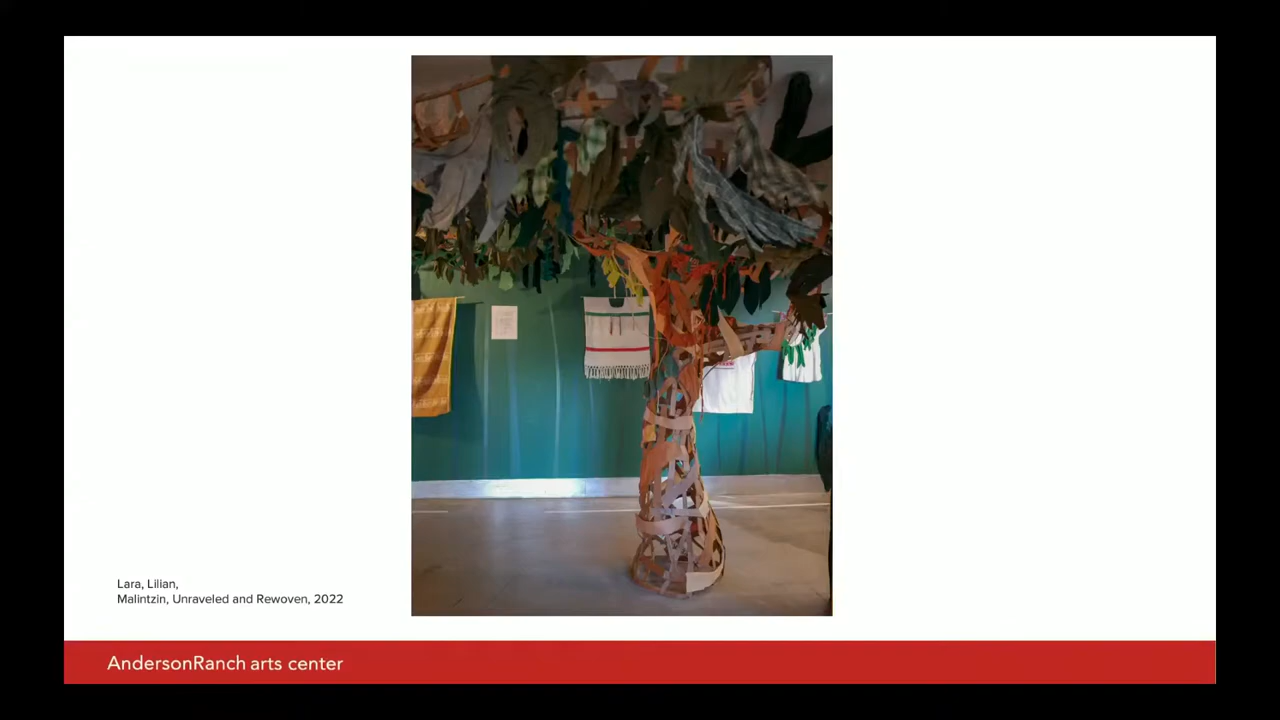 Lara, Lilian,
Malintzin, Unraveled and Rewoven, 2022
AndersonRanch arts center